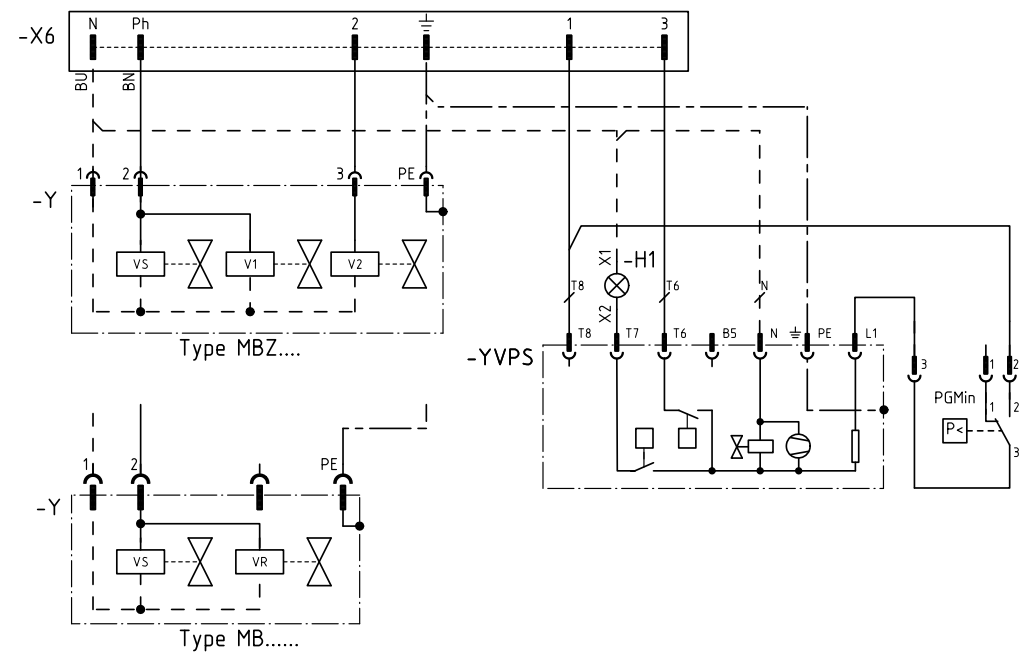 N Ph 2 1 3
-X6
BU BN
1 2 3 PE
-Y
VS V1 V2
Type MBZ....
X1 -H1
T8 T6 N
X2
T8 T7 T6 B5 N PE L1
-YVPS
3 1 2
PGMin 1 2
P<
3
1 2 PE
-Y
VS VR
Type MB......